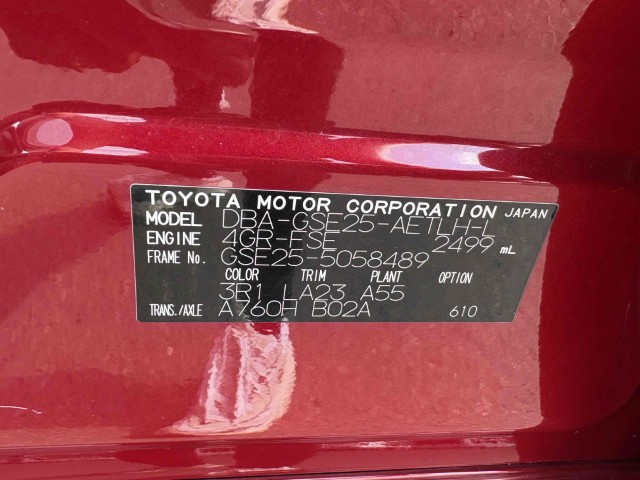 TOYOTA MOTOR CORPORATION JAPAN
MODEL DBA-GSE25-AETLH-L
ENGINE 4GR-FSE 2499 mL
FRAME No. GSE25-5058489
COLOR TRIM PLANT OPTION
3R1 LA23 A55
TRANS./AXLE A760H B02A 610